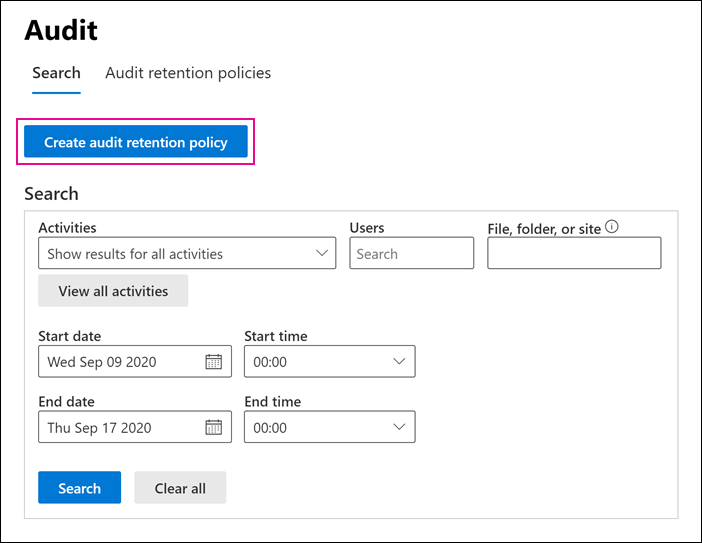 Audit
Search Audit retention policies
Create audit retention policy
Search
Activities Users File, folder, or site
Show results for all activities Search
View all activities
Start date Start time
Wed Sep 09 2020 00:00
End date End time
Thu Sep 17 2020 00:00
Search Clear all